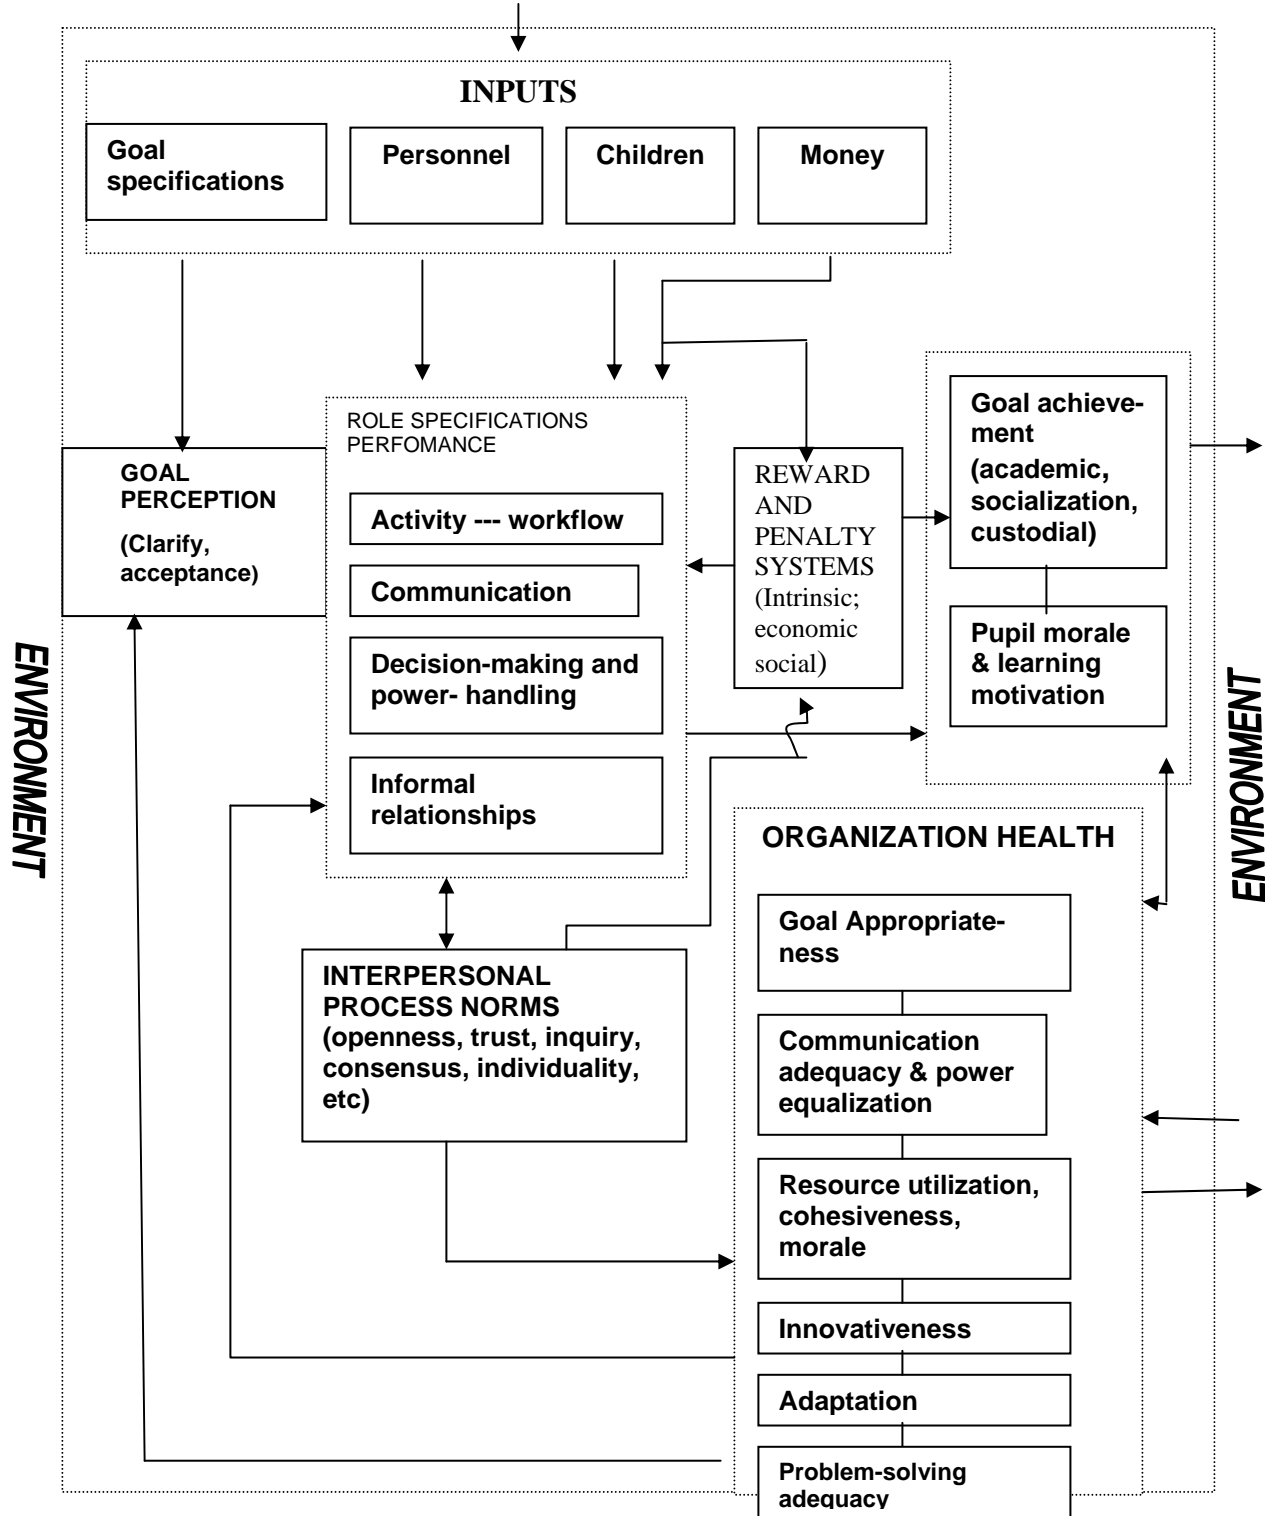 INPUTS
Goal
specifications
Personnel
Children
Money
ROLE SPECIFICATIONS
PERFOMANCE
Activity --- workflow
Communication
Decision-making and
power- handling
Informal
relationships
GOAL
PERCEPTION
(Clarify,
acceptance)
REWARD
AND
PENALTY
SYSTEMS
(Intrinsic;
economic
social)
Goal achieve-
ment
(academic,
socialization,
custodial)
Pupil morale
& learning
motivation
ENVIRONMENT
ENVIRONMENT
INTERPERSONAL
PROCESS NORMS
(openness, trust, inquiry,
consensus, individuality,
etc)
ORGANIZATION HEALTH
Goal Appropriate-
ness
Communication
adequacy & power
equalization
Resource utilization,
cohesiveness,
morale
Innovativeness
Adaptation
Problem-solving
adequacy